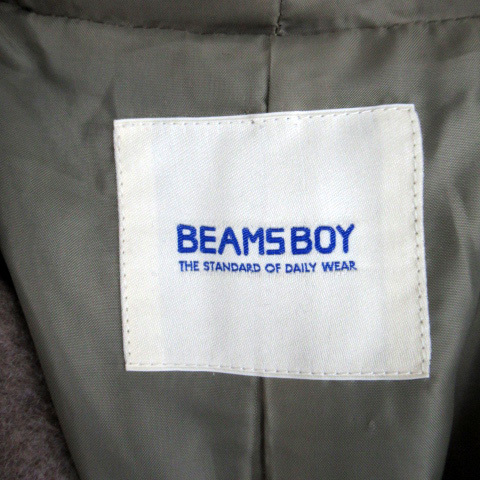 BEAMS BOY
THE STANDARD OF DAILY WEAR